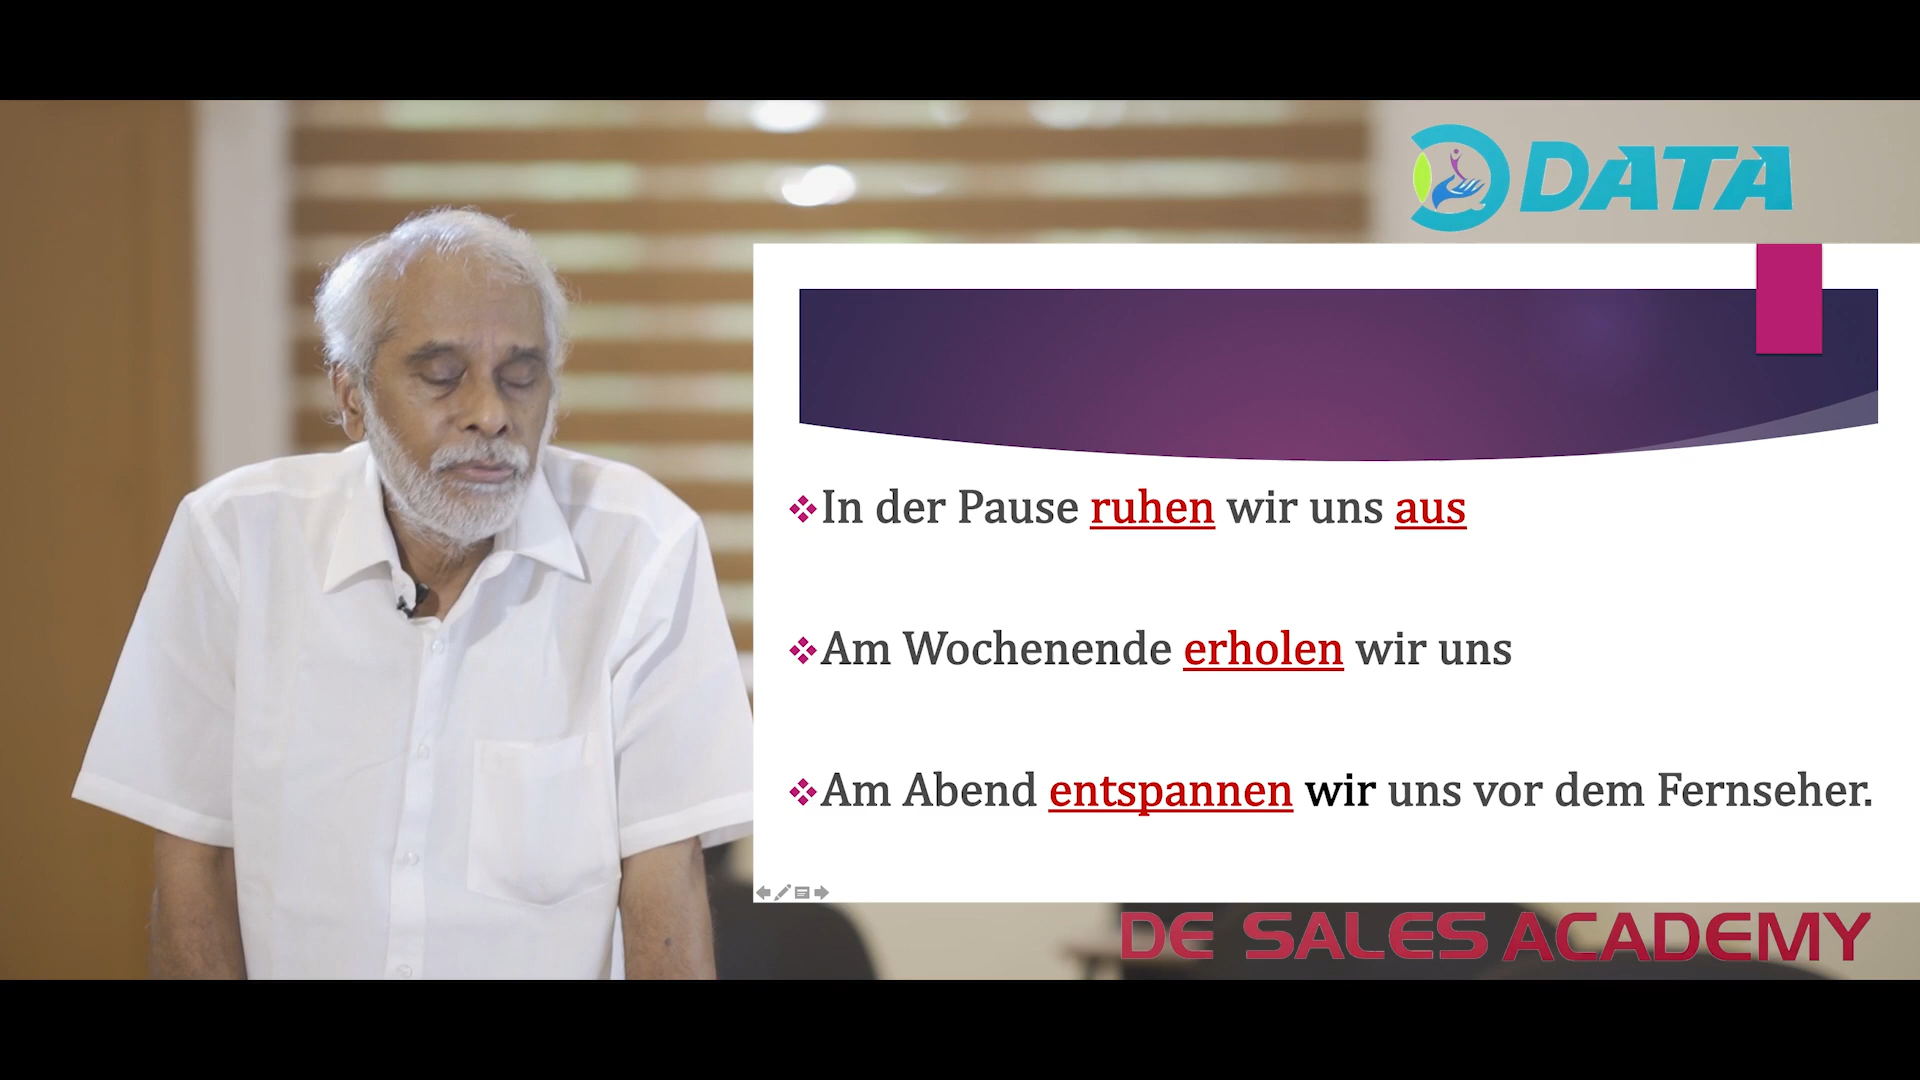 DATA
In der Pause ruhen wir uns aus
Am Wochenende erholen wir uns
Am Abend entspannen wir uns vor dem Fernseher.
DE SALES ACADEMY